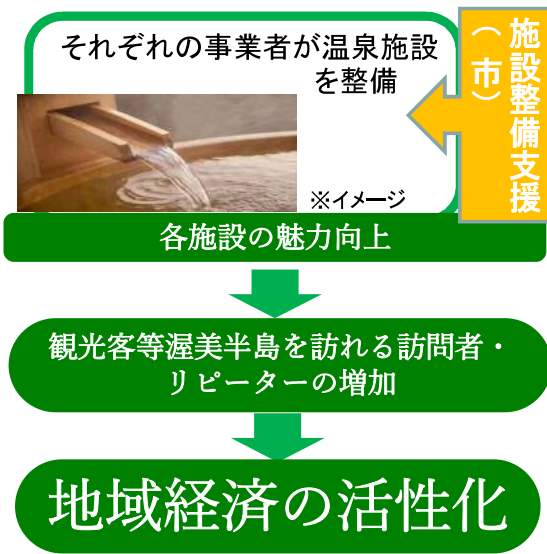 それぞれの事業者が温泉施設
を整備
施設整備支援
（市）
※イメージ
各施設の魅力向上
観光客等渥美半島を訪れる訪問者・
リピーターの増加
地域経済の活性化